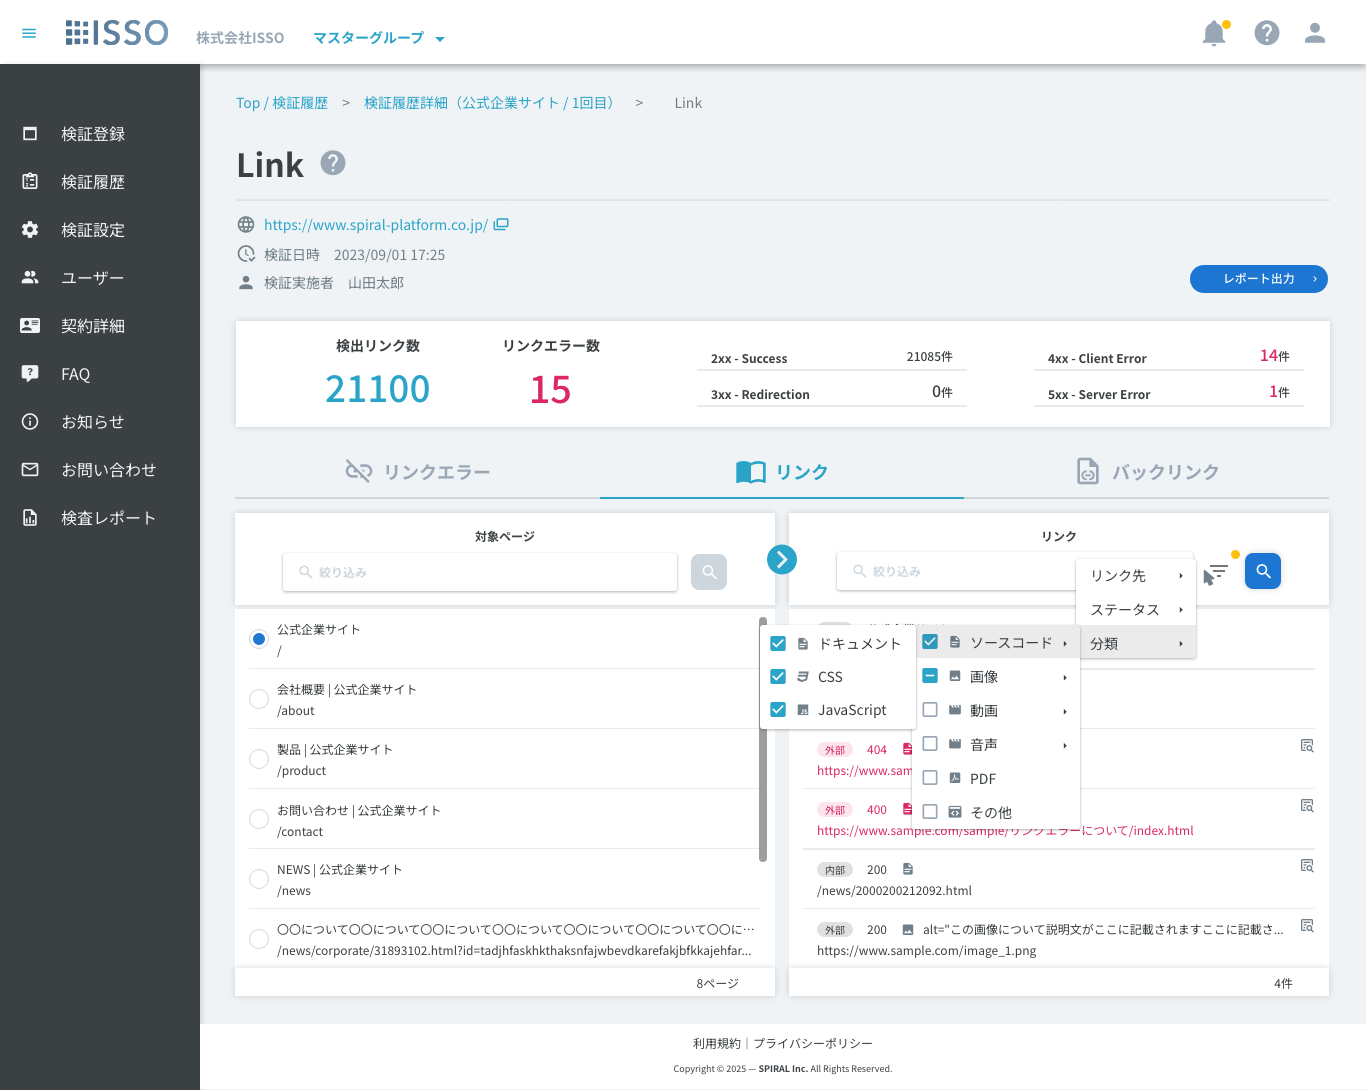 ISSO 株式会社ISSO マスターグループ
検証登録
検証履歴
検証設定
ユーザー
契約詳細
FAQ
お知らせ
お問い合わせ
検査レポート
Top / 検証履歴 > 検証履歴詳細（公式企業サイト / 1回目） > Link
Link
https://www.spiral-platform.co.jp/
検証日時 2023/09/01 17:25
検証実施者 山田太郎
レポート出力
検出リンク数
21100
リンクエラー数
15
2xx - Success 21085件
3xx - Redirection 0件
4xx - Client Error 14件
5xx - Server Error 1件
リンクエラー
リンク
バックリンク
対象ページ
絞り込み
公式企業サイト
/
会社概要 | 公式企業サイト
/about
製品 | 公式企業サイト
/product
お問い合わせ | 公式企業サイト
/contact
NEWS | 公式企業サイト
/news
〇〇について〇〇について〇〇について〇〇について〇〇について〇〇に…
/news/corporate/31893102.html?id=tadjhfaskhkthaksnfajwbevdkarefakjbfkkajehfar...
8ページ
リンク
絞り込み
リンク先
ステータス
分類
ソースコード
画像
動画
音声
PDF
その他
ドキュメント
CSS
JavaScript
JS
外部 404
https://www.sam
外部 400
https://www.sample.com/sample/リンクエラーについて/index.html
内部 200
/news/2000200212092.html
外部 200 alt="この画像について説明文がここに記載されますここに記載さ...
https://www.sample.com/image_1.png
4件
利用規約｜プライバシーポリシー
Copyright © 2025 — SPIRAL Inc. All Rights Reserved.